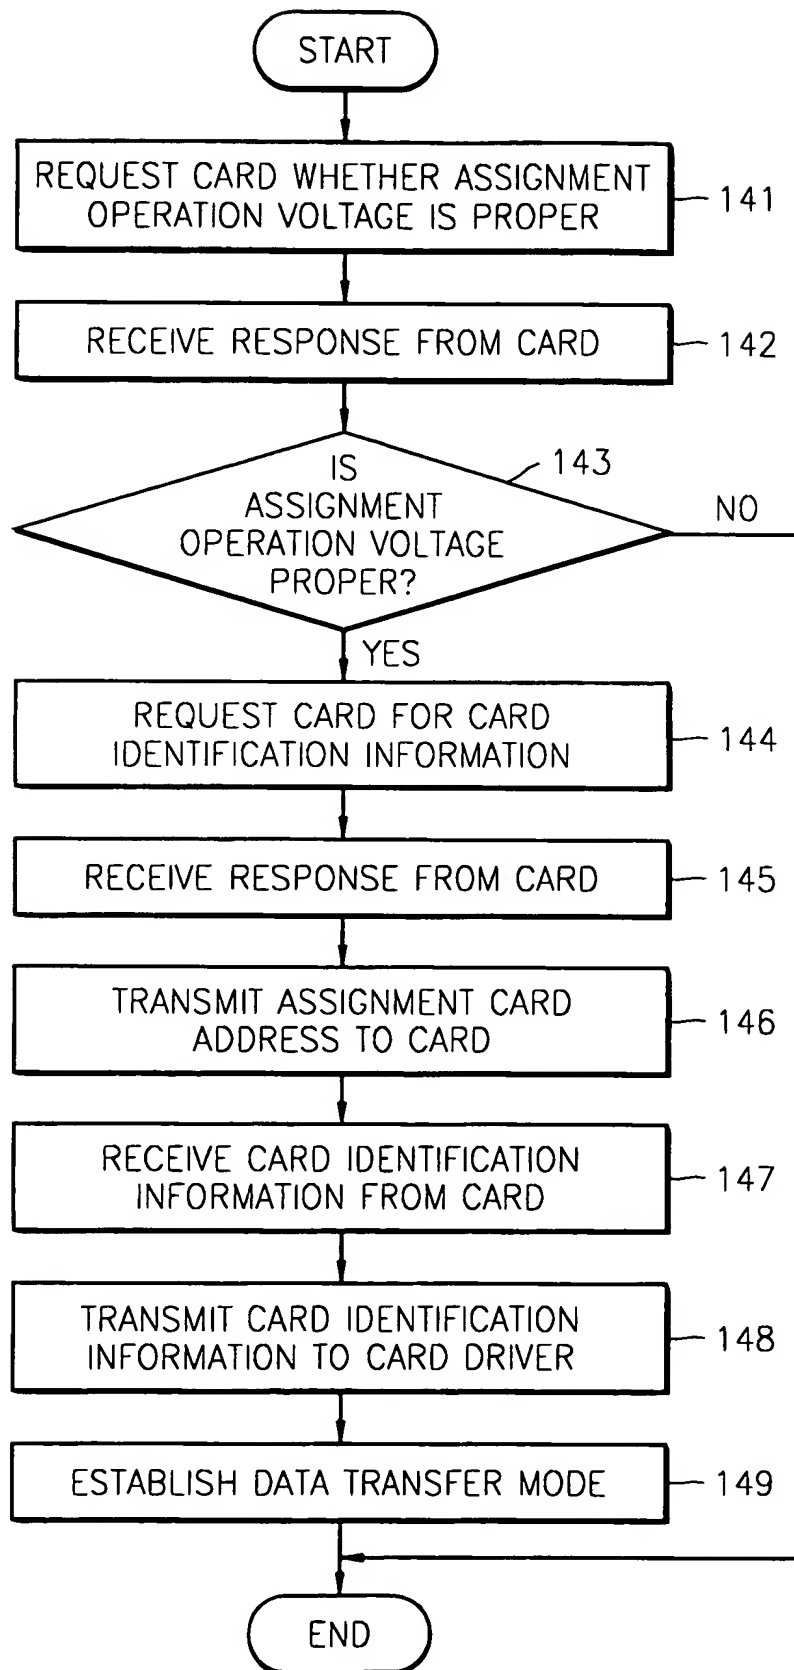 START
REQUEST CARD WHETHER ASSIGNMENT
OPERATION VOLTAGE IS PROPER
141
RECEIVE RESPONSE FROM CARD
142
IS
ASSIGNMENT
OPERATION VOLTAGE
PROPER?
143
NO
YES
REQUEST CARD FOR CARD
IDENTIFICATION INFORMATION
144
RECEIVE RESPONSE FROM CARD
145
TRANSMIT ASSIGNMENT CARD
ADDRESS TO CARD
146
RECEIVE CARD IDENTIFICATION
INFORMATION FROM CARD
147
TRANSMIT CARD IDENTIFICATION
INFORMATION TO CARD DRIVER
148
ESTABLISH DATA TRANSFER MODE
149
END